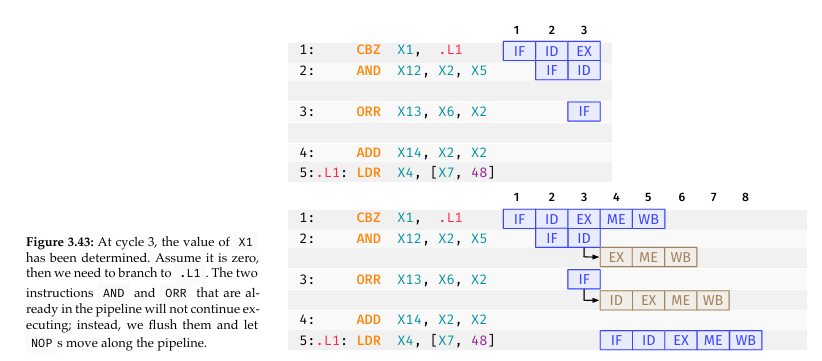 1 2 3
1: CBZ X1, .L1 IF ID EX
2: AND X12, X2, X5 IF ID
3: ORR X13, X6, X2 IF
4: ADD X14, X2, X2
5:.L1: LDR X4, [X7, 48]
1 2 3 4 5 6 7 8
1: CBZ X1, .L1 IF ID EX ME WB
2: AND X12, X2, X5 IF ID
EX ME WB
3: ORR X13, X6, X2 IF
ID EX ME WB
4: ADD X14, X2, X2
5:.L1: LDR X4, [X7, 48] IF ID EX ME WB
Figure 3.43: At cycle 3, the value of X1
has been determined. Assume it is zero,
then we need to branch to .L1 . The two
instructions AND and ORR that are al-
ready in the pipeline will not continue ex-
ecuting; instead, we flush them and let
NOP s move along the pipeline.